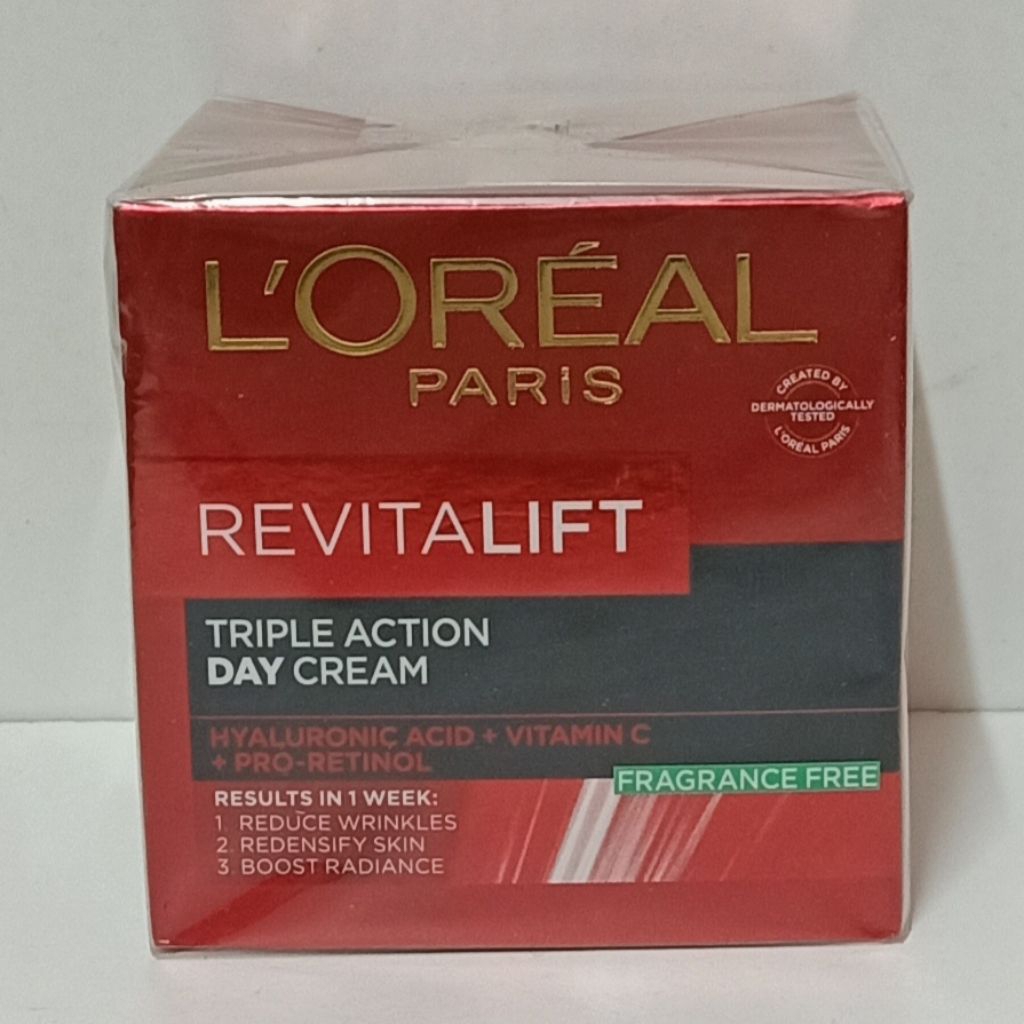 L'ORÉAL
PARIS
CREATED BY
DERMATOLOGICALLY
TESTED
L'ORÉAL PARIS
REVITALIFT
TRIPLE ACTION
DAY CREAM
HYALURONIC ACID + VITAMIN C
+ PRO-RETINOL
FRAGRANCE FREE
RESULTS IN 1 WEEK:
1. REDUCE WRINKLES
2. REDENSIFY SKIN
3. BOOST RADIANCE